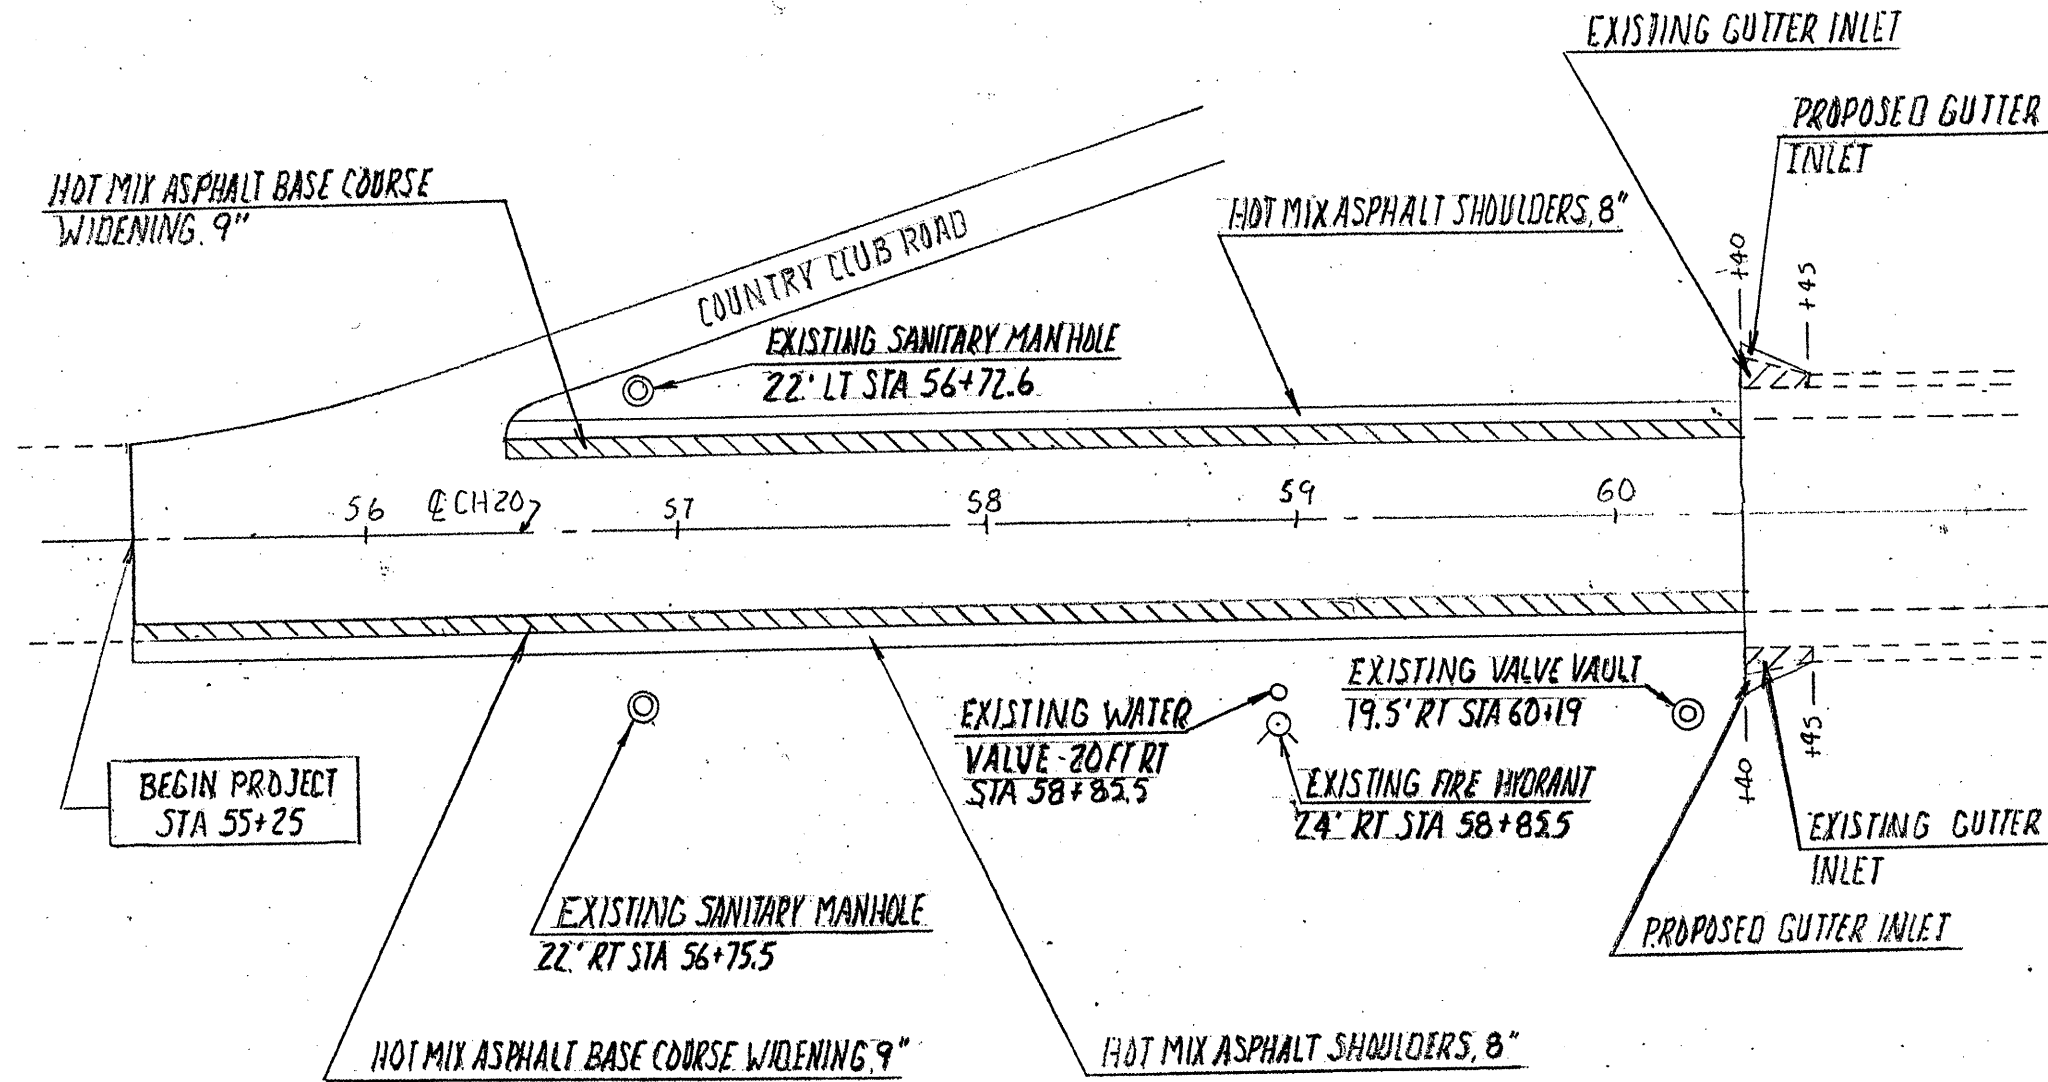 EXISTING GUTTER INLET
PROPOSED GUTTER
INLET
HOT MIX ASPHALT BASE COURSE
WIDENING, 9"
HOT MIX ASPHALT SHOULDERS, 8"
COUNTRY CLUB ROAD
+40
+45
EXISTING SANITARY MANHOLE
22' LT STA 56+72.6
56
℄ CH 20
57
58
59
60
EXISTING VALVE VAULT
19.5' RT STA 60+19
EXISTING WATER
VALVE - 20 FT RT
STA 58+85.5
EXISTING FIRE HYDRANT
24' RT STA 58+85.5
+40
+45
BEGIN PROJECT
STA 55+25
EXISTING GUTTER
INLET
EXISTING SANITARY MANHOLE
22' RT STA 56+75.5
PROPOSED GUTTER INLET
HOT MIX ASPHALT BASE COURSE WIDENING, 9"
HOT MIX ASPHALT SHOULDERS, 8"